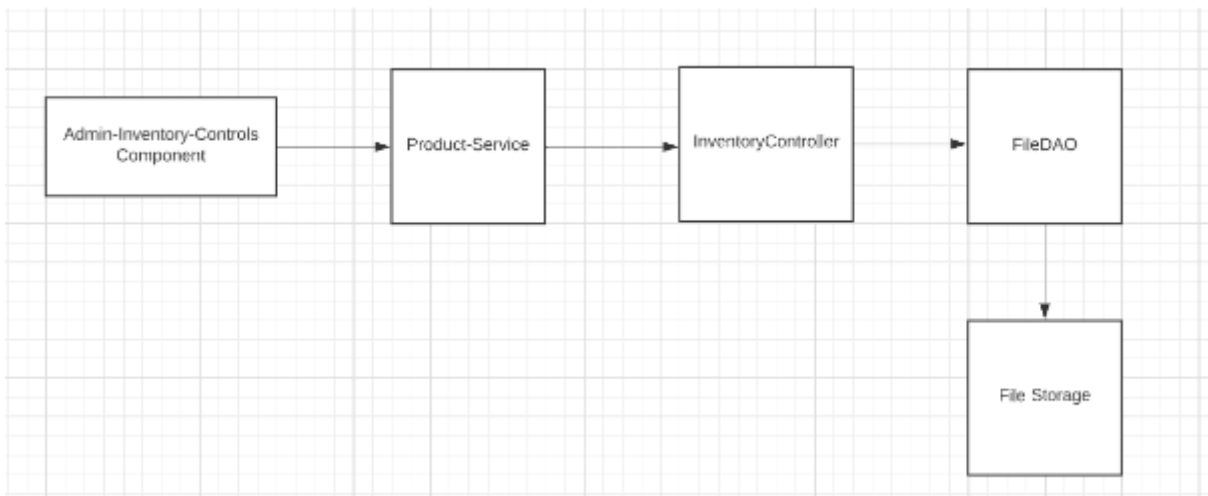 Admin-Inventory-Controls
Component
Product-Service
InventoryController
FileDAO
File Storage